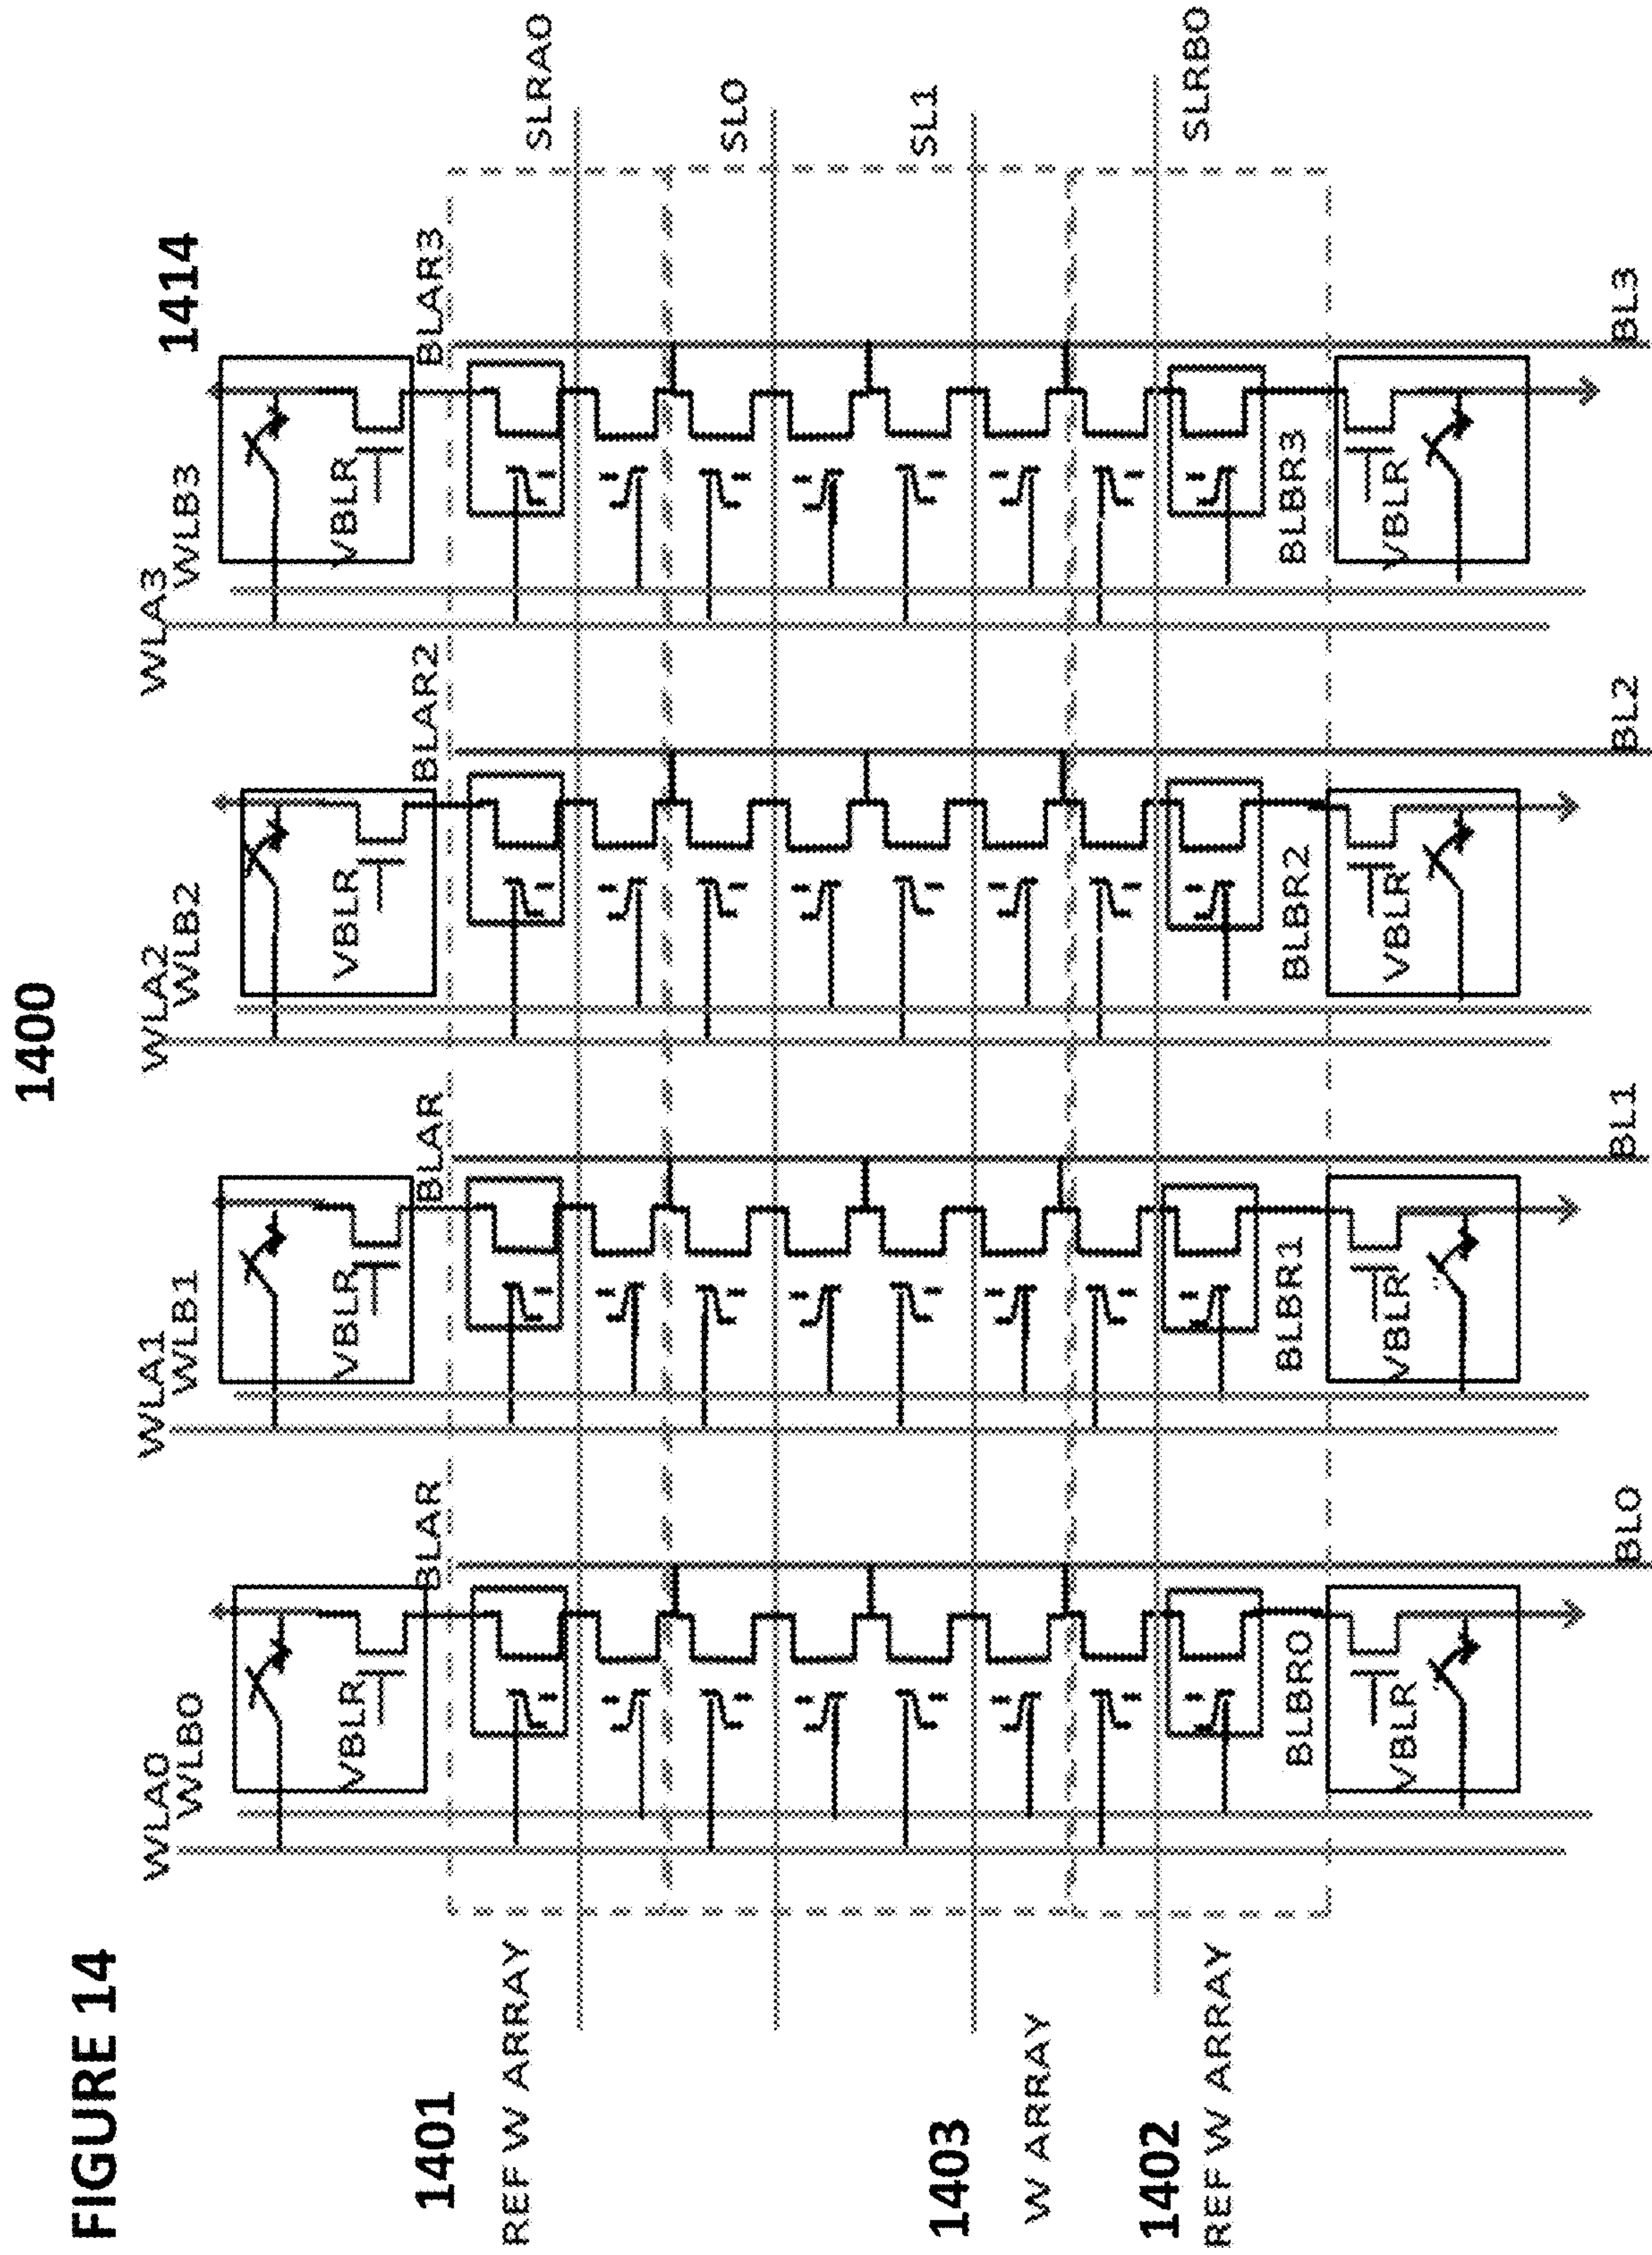 FIGURE 14
1400
1414
WLA0
WLB0
WLA1
WLB1
WLA2
WLB2
WLA3
WLB3
VBLR
VBLR
VBLR
VBLR
BLAR
BLAR
BLAR2
BLAR3
1401
REF W ARRAY
SLRA0
SL0
1403
W ARRAY
SL1
1402
REF W ARRAY
SLRB0
BLBR0
BLBR1
BLBR2
BLBR3
VBLR
VBLR
VBLR
VBLR
BL0
BL1
BL2
BL3